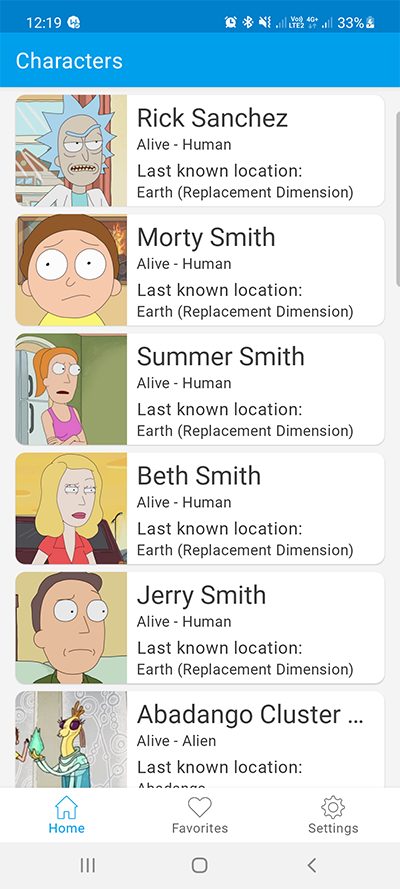 12:19
Vo)) 4G+ 33%
LTE2
Characters
Rick Sanchez
Alive - Human
Last known location:
Earth (Replacement Dimension)
Morty Smith
Alive - Human
Last known location:
Earth (Replacement Dimension)
Summer Smith
Alive - Human
Last known location:
Earth (Replacement Dimension)
Beth Smith
Alive - Human
Last known location:
Earth (Replacement Dimension)
Jerry Smith
Alive - Human
Last known location:
Earth (Replacement Dimension)
Abadango Cluster ...
Alive - Alien
Last known location:
Abadango
Home Favorites Settings